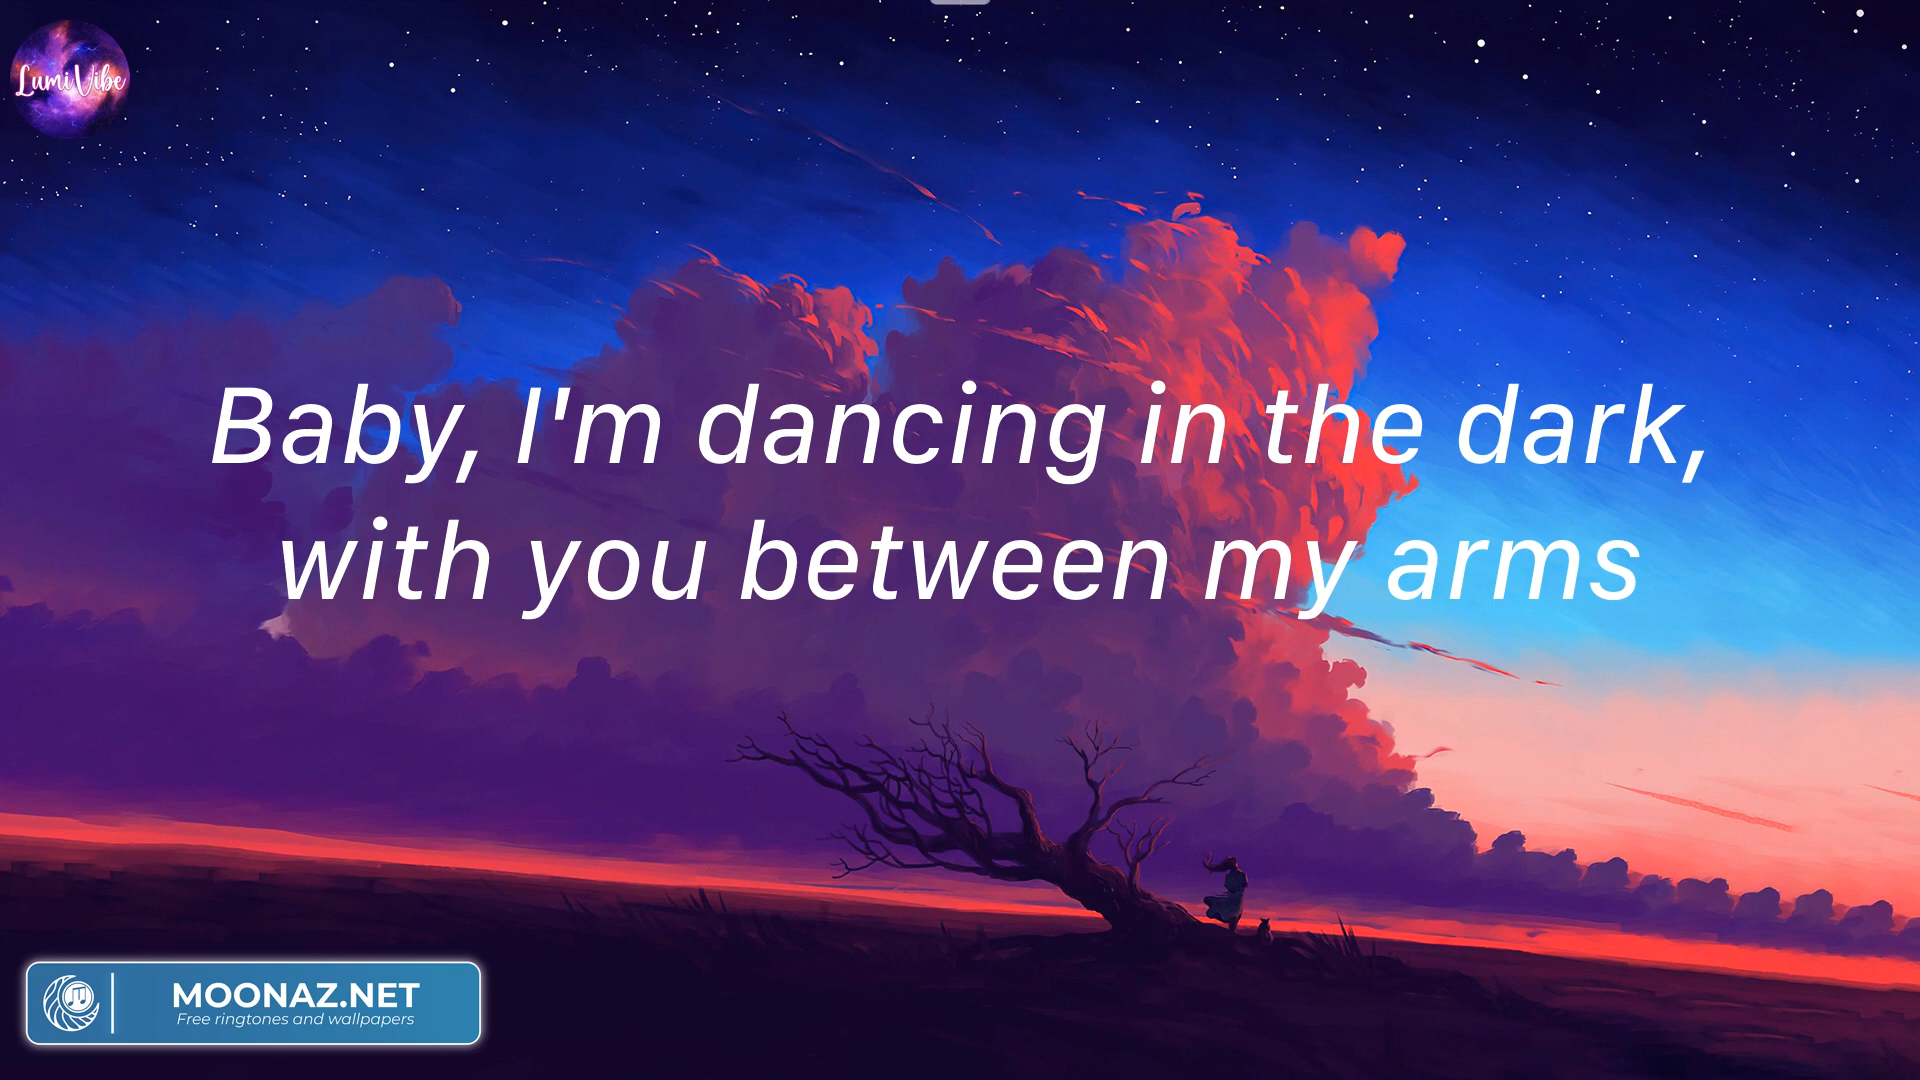 LumiVibe
Baby, I'm dancing in the dark,
with you between my arms
MOONAZ.NET
Free ringtones and wallpapers